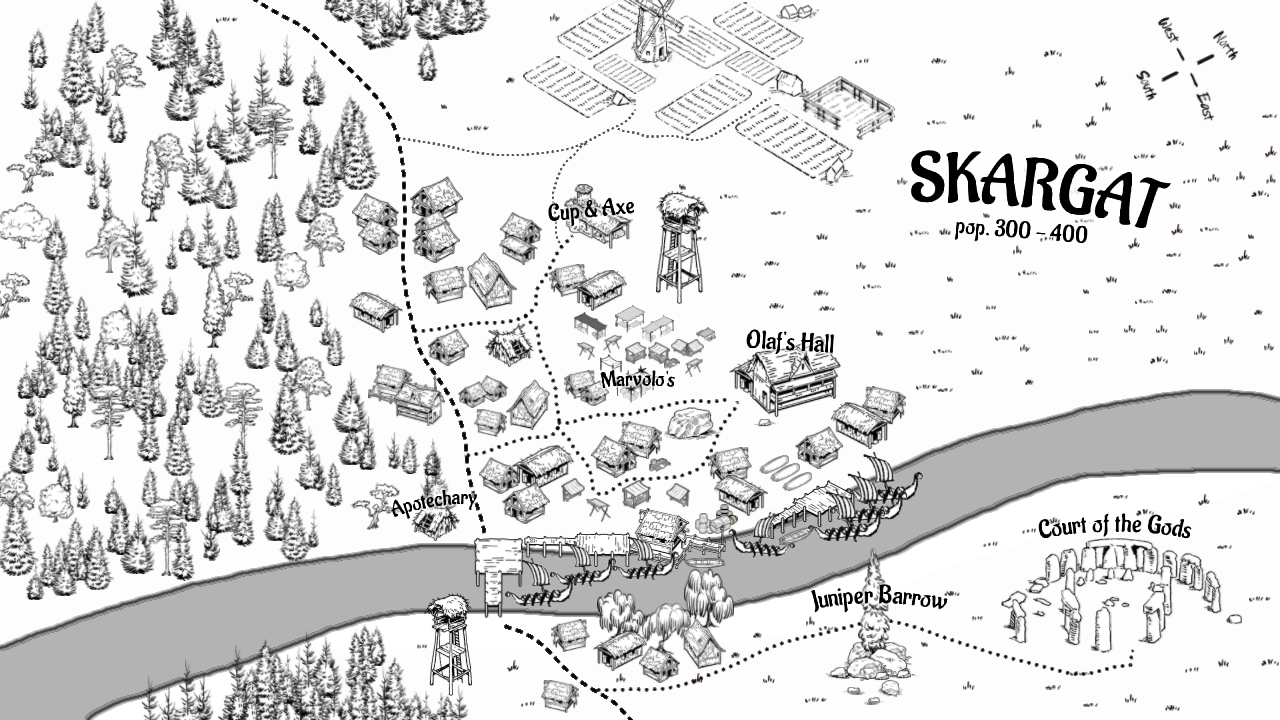 West
North
South
East
SKARGAT
pop. 300 - 400
Cup & Axe
Olaf's Hall
Marvolo's
Apotechary
Court of the Gods
Juniper Barrow